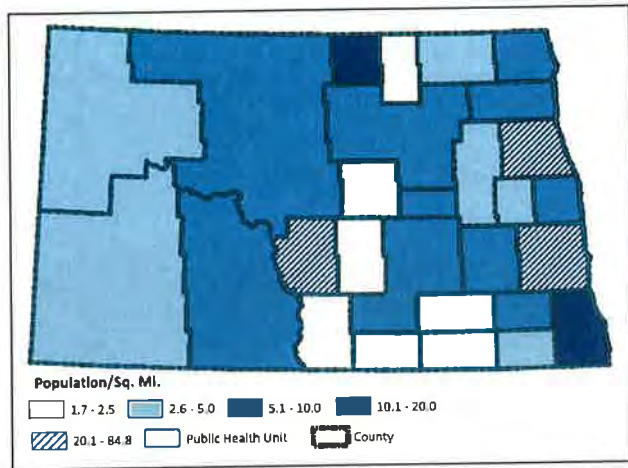 Population/Sq. Mi.
1.7 - 2.5 2.6 - 5.0 5.1 - 10.0 10.1 - 20.0
20.1 - 84.8 Public Health Unit County